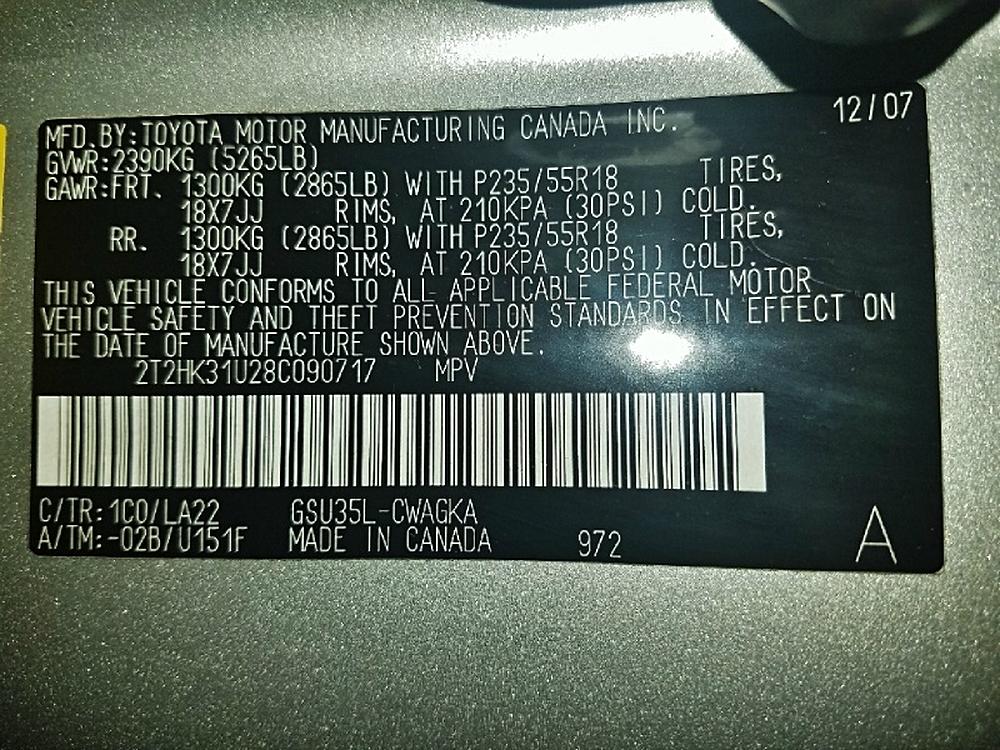 12/07
MFD.BY:TOYOTA MOTOR MANUFACTURING CANADA INC.
GVWR:2390KG (5265LB)
GAWR:FRT. 1300KG (2865LB) WITH P235/55R18 TIRES,
18X7JJ RIMS, AT 210KPA (30PSI) COLD.
RR. 1300KG (2865LB) WITH P235/55R18 TIRES,
18X7JJ RIMS, AT 210KPA (30PSI) COLD.
THIS VEHICLE CONFORMS TO ALL APPLICABLE FEDERAL MOTOR
VEHICLE SAFETY AND THEFT PREVENTION STANDARDS IN EFFECT ON
THE DATE OF MANUFACTURE SHOWN ABOVE.
2T2HK31U28C090717 MPV
C/TR:1C0/LA22 GSU35L-CWAGKA
A/TM:-02B/U151F MADE IN CANADA 972 A